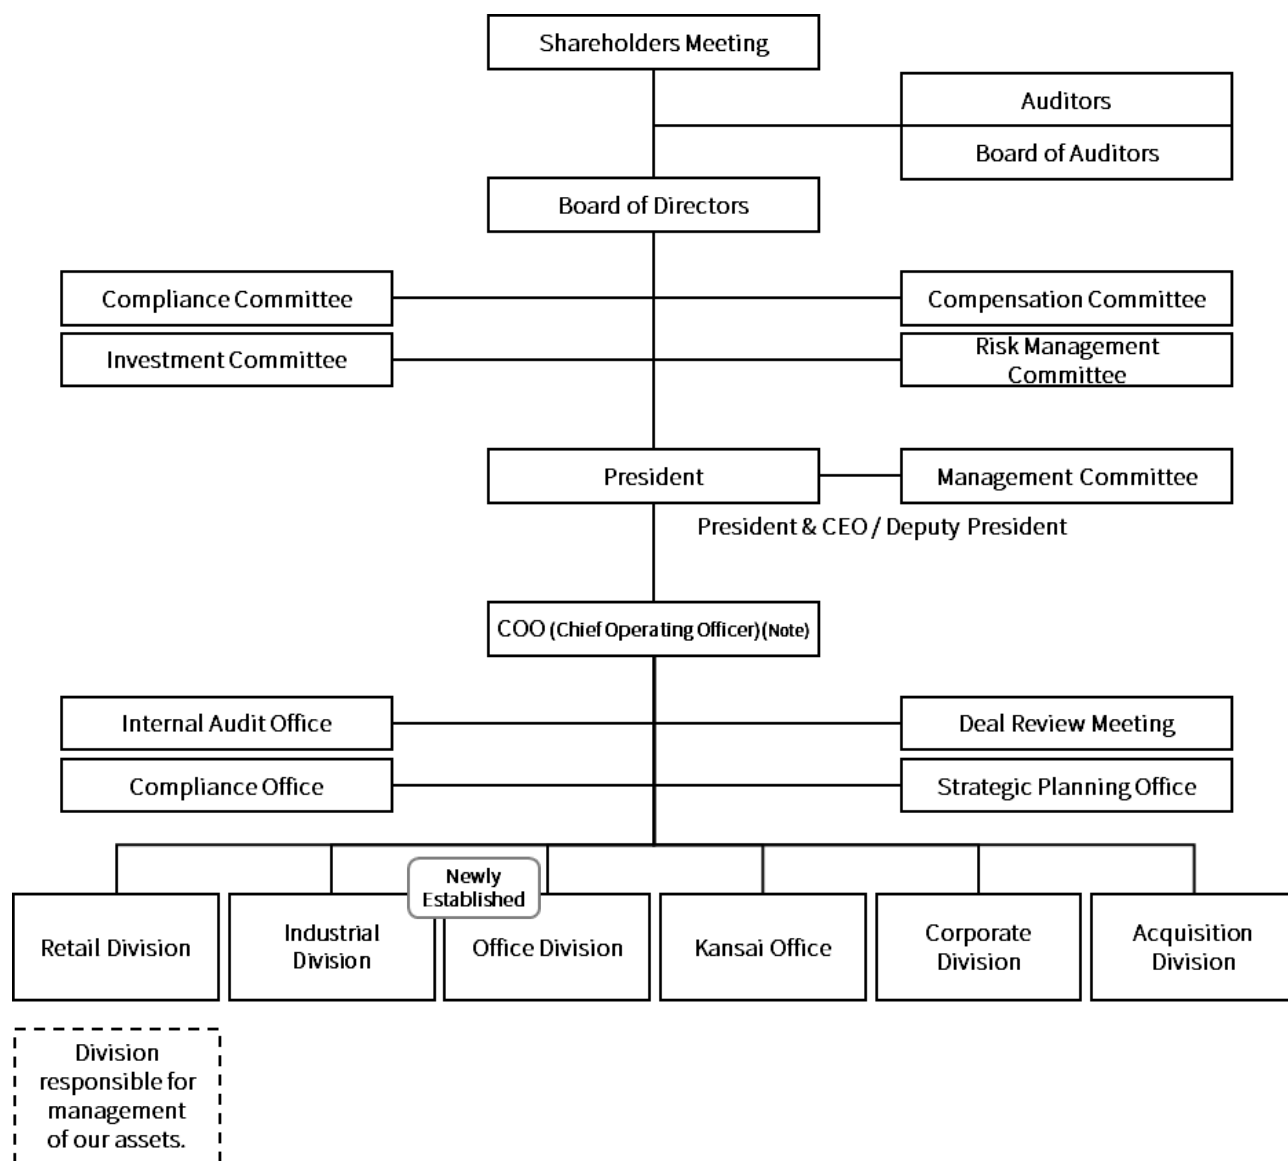 Shareholders Meeting
Auditors
Board of Auditors
Board of Directors
Compliance Committee
Compensation Committee
Investment Committee
Risk Management
Committee
President
Management Committee
President & CEO / Deputy President
COO (Chief Operating Officer)(Note)
Internal Audit Office
Deal Review Meeting
Compliance Office
Strategic Planning Office
Newly
Established
Retail Division
Industrial
Division
Office Division
Kansai Office
Corporate
Division
Acquisition
Division
Division
responsible for
management
of our assets.